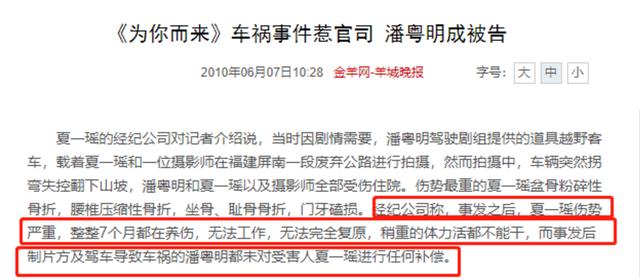 《为你而来》车祸事件惹官司 潘粤明成被告
2010年06月07日10:28 金羊网-羊城晚报 字号： 大 中 小
夏一瑶的经纪公司对记者介绍说，当时因剧情需要，潘粤明驾驶剧组提供的道具越野客
车，载着夏一瑶和一位摄影师在福建屏南一段废弃公路进行拍摄，然而拍摄中，车辆突然拐
弯失控翻下山坡，潘粤明和夏一瑶以及摄影师全部受伤住院。伤势最重的夏一瑶盆骨粉碎性
骨折，腰椎压缩性骨折，坐骨、耻骨骨折，门牙磕损。经纪公司称，事发之后，夏一瑶伤势
严重，整整7个月都在养伤，无法工作，无法完全复原，稍重的体力活都不能干，而事发后
制片方及驾车导致车祸的潘粤明都未对受害人夏一瑶进行任何补偿。